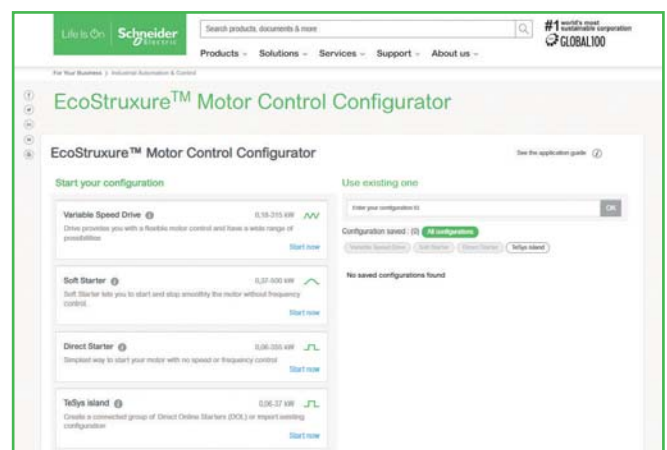 Life Is On
Schneider
Electric
Search products, documents & more
#1 world's most
sustainable corporation
GLOBAL100
Products
Solutions
Services
Support
About us
For Your Business > Industrial Automation & Control
EcoStruxure™ Motor Control Configurator
EcoStruxure™ Motor Control Configurator
See the application guide
Start your configuration
Variable Speed Drive
0,18-315 kW
Drive provides you with a flexible motor control and have a wide range of
possibilities
Start now
Soft Starter
0,37-900 kW
Soft Starter lets you to start and stop smoothly the motor without frequency
control.
Start now
Direct Starter
0,06-355 kW
Simplest way to start your motor with no speed or frequency control
Start now
TeSys island
0,06-37 kW
Create a connected group of Direct Online Starters (DOL) or import existing
configuration
Start now
Use existing one
Enter your configuration ID
OK
Configuration saved : (0) All configurations
Variable Speed Drive
Soft Starter
Direct Starter
TeSys island
No saved configurations found